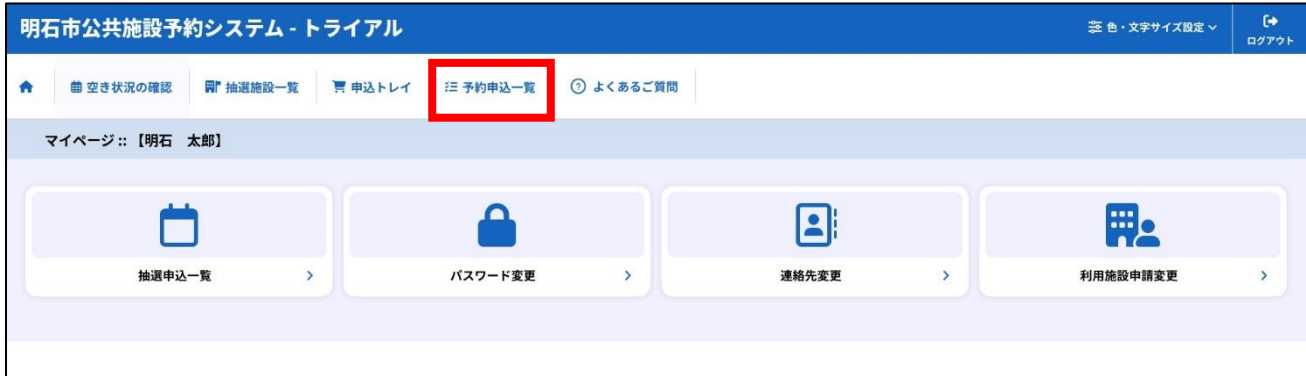 明石市公共施設予約システム - トライアル
色・文字サイズ設定
ログアウト
空き状況の確認 抽選施設一覧 申込トレイ 予約申込一覧 よくあるご質問
マイページ :: 【明石 太郎】
抽選申込一覧 パスワード変更 連絡先変更 利用施設申請変更